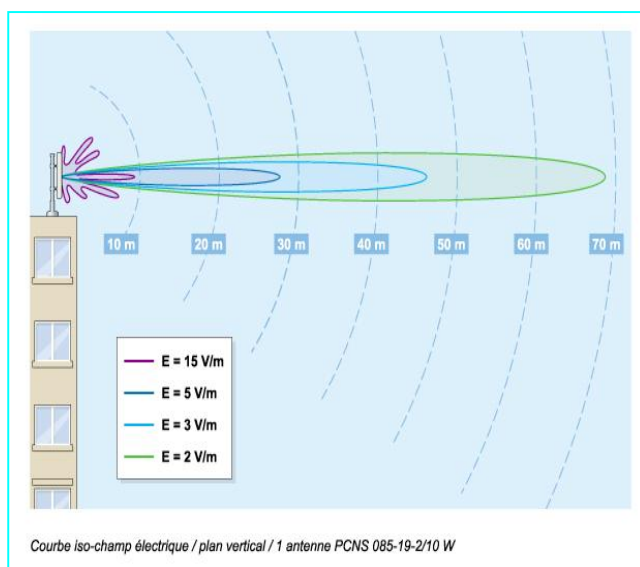 10 m 20 m 30 m 40 m 50 m 60 m 70 m
E = 15 V/m
E = 5 V/m
E = 3 V/m
E = 2 V/m
Courbe iso-champ électrique / plan vertical / 1 antenne PCNS 085-19-2/10 W